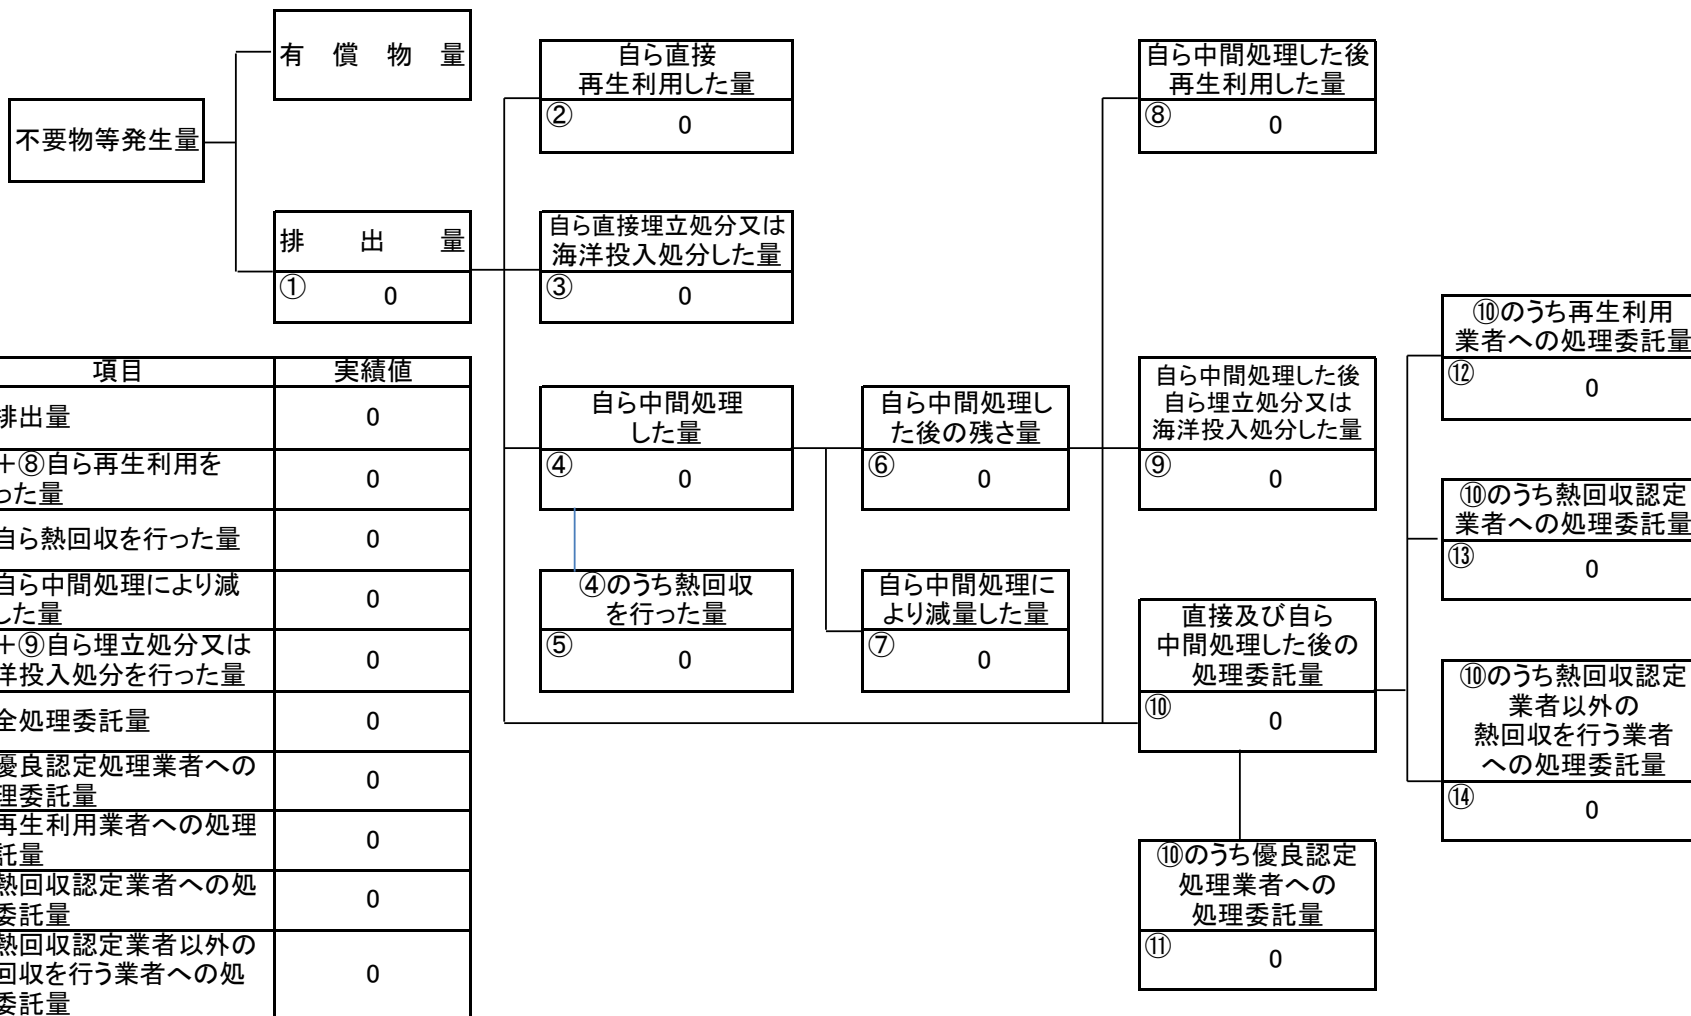 有償物量
不要物等発生量
排出量
①
0
自ら直接
再生利用した量
②
0
自ら直接埋立処分又は
海洋投入処分した量
③
0
自ら中間処理
した量
④
0
④のうち熱回収
を行った量
⑤
0
自ら中間処理し
た後の残さ量
⑥
0
自ら中間処理に
より減量した量
⑦
0
自ら中間処理した後
再生利用した量
⑧
0
自ら中間処理した後
自ら埋立処分又は
海洋投入処分した量
⑨
0
直接及び自ら
中間処理した後の
処理委託量
⑩
0
⑩のうち優良認定
処理業者への
処理委託量
⑪
0
⑩のうち再生利用
業者への処理委託量
⑫
0
⑩のうち熱回収認定
業者への処理委託量
⑬
0
⑩のうち熱回収認定
業者以外の
熱回収を行う業者
への処理委託量
⑭
0
項目 実績値
排出量 0
+⑧自ら再生利用を
った量 0
自ら熱回収を行った量 0
自ら中間処理により減
した量 0
+⑨自ら埋立処分又は
洋投入処分を行った量 0
全処理委託量 0
優良認定処理業者への
理委託量 0
再生利用業者への処理
託量 0
熱回収認定業者への処
委託量 0
熱回収認定業者以外の
回収を行う業者への処 0
委託量